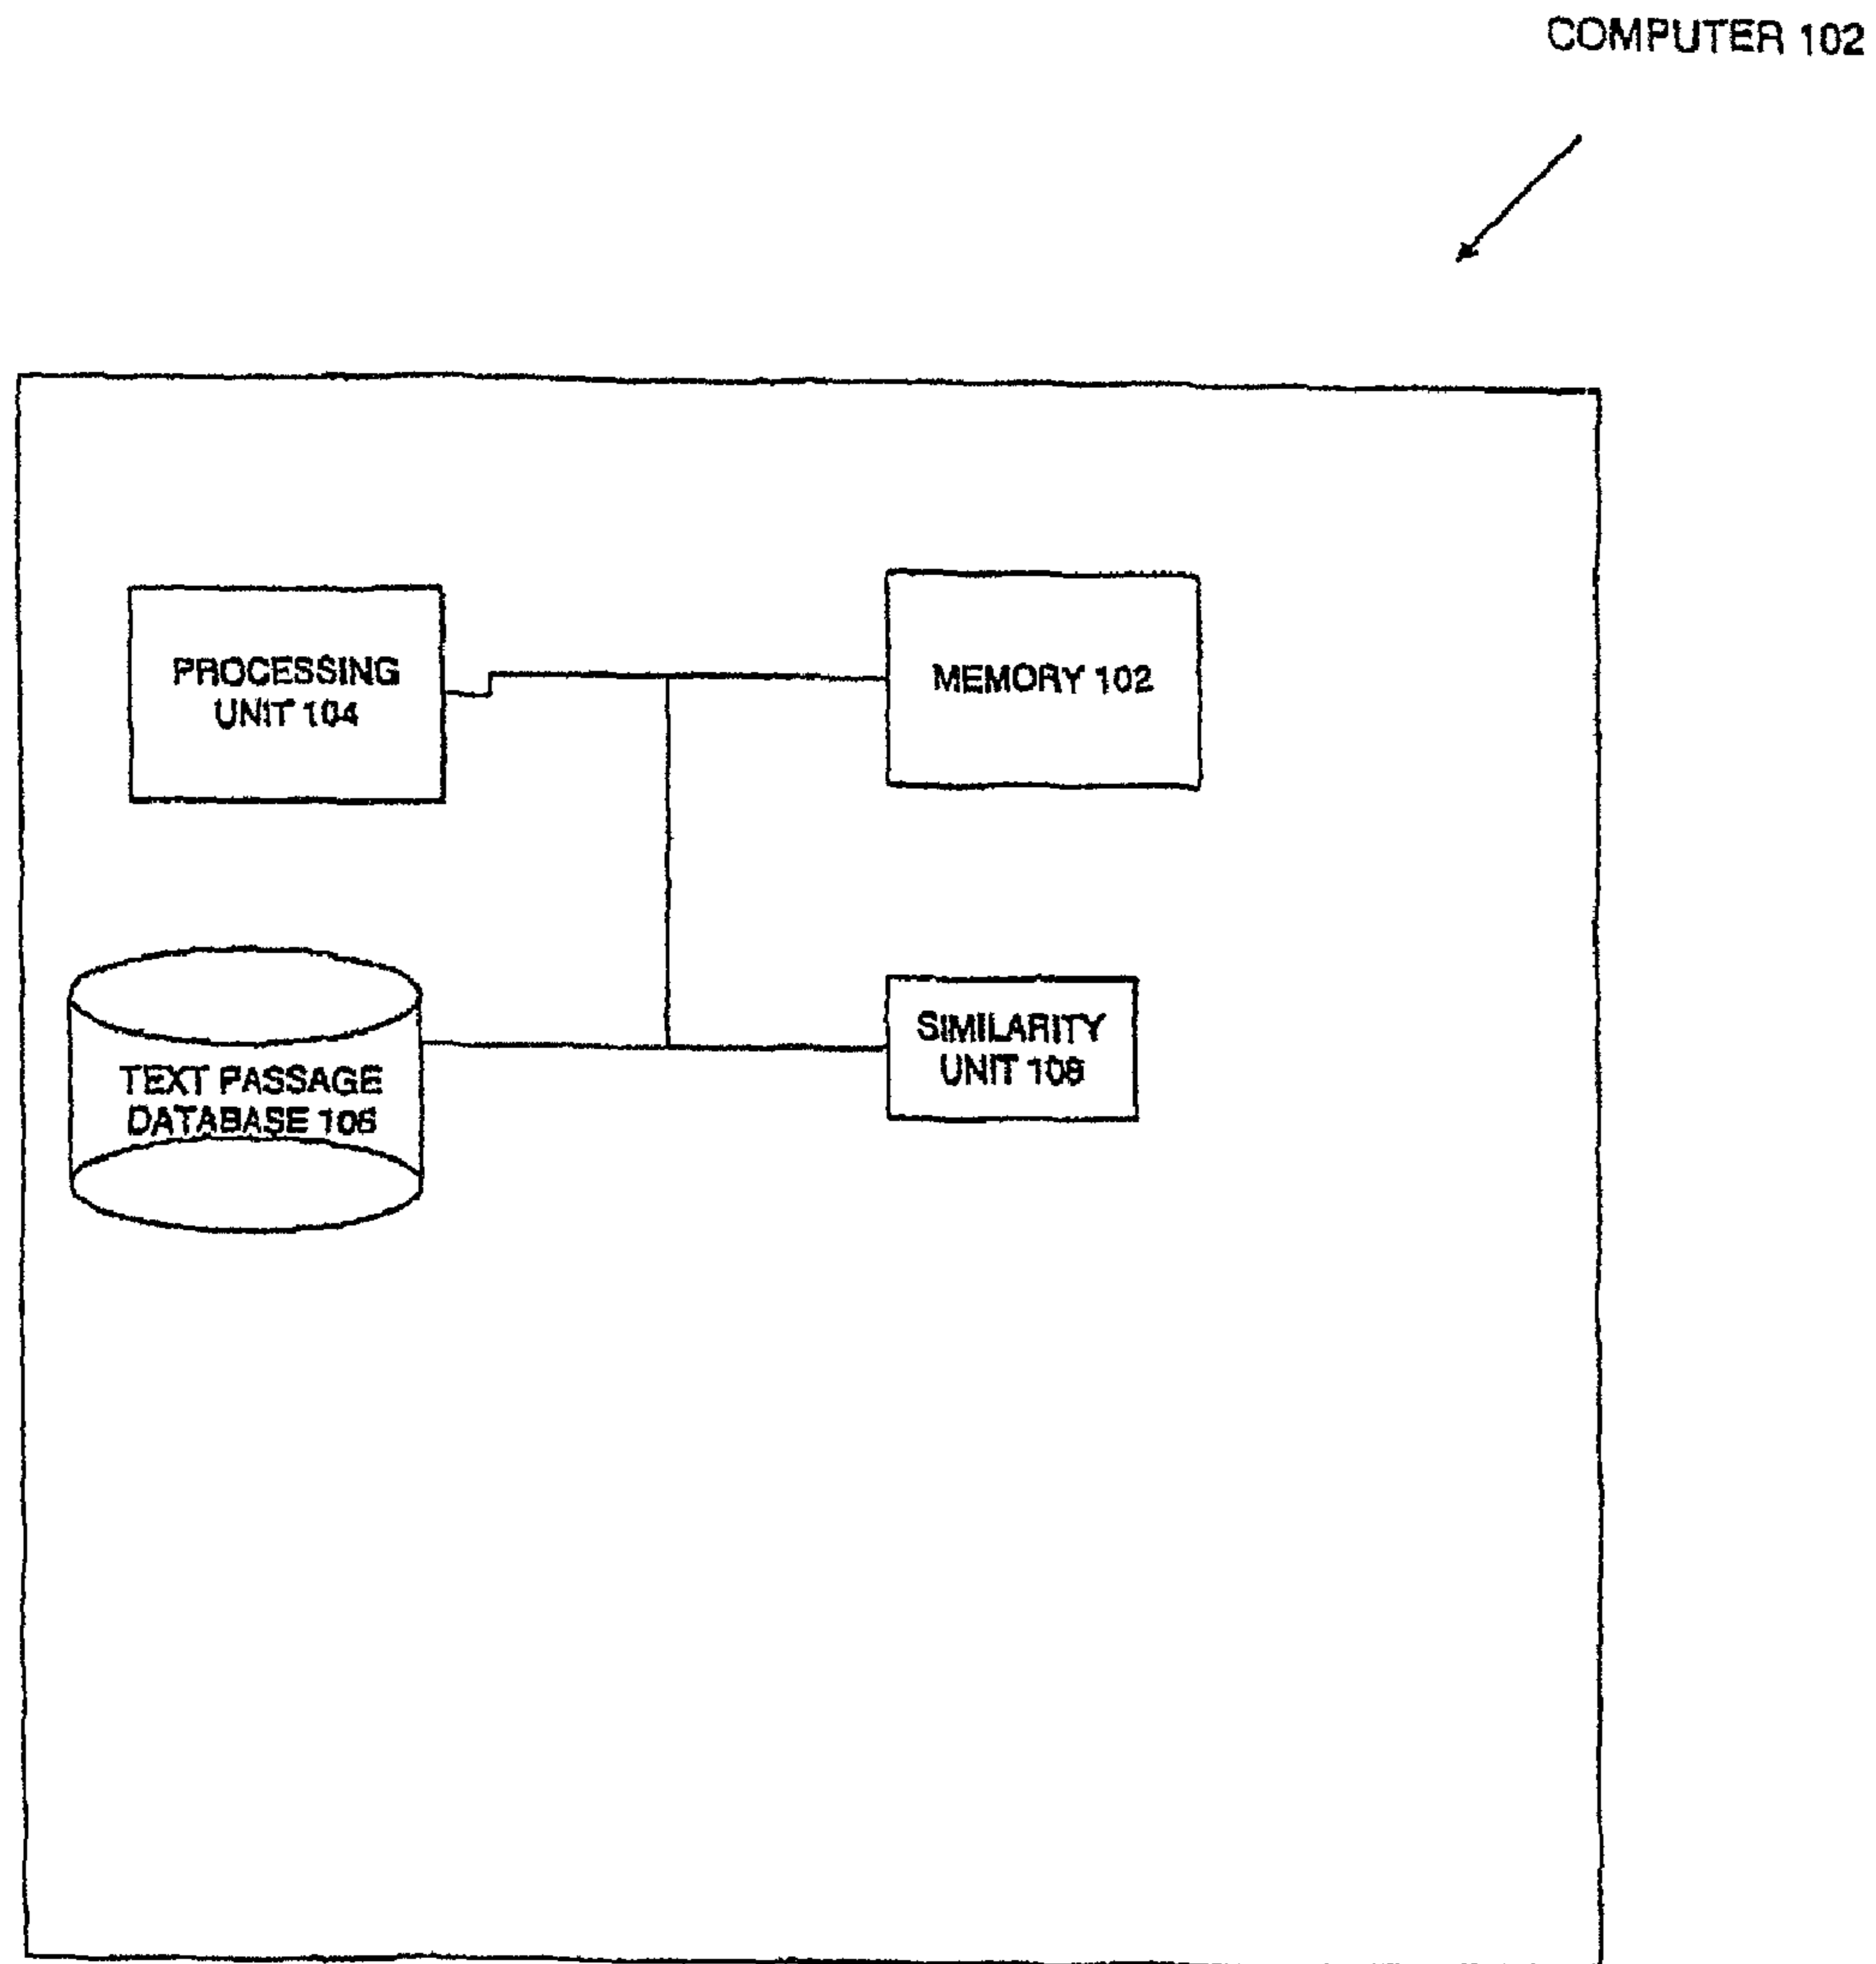 COMPUTER 102
PROCESSING
UNIT 104
MEMORY 102
TEXT PASSAGE
DATABASE 106
SIMILARITY
UNIT 108